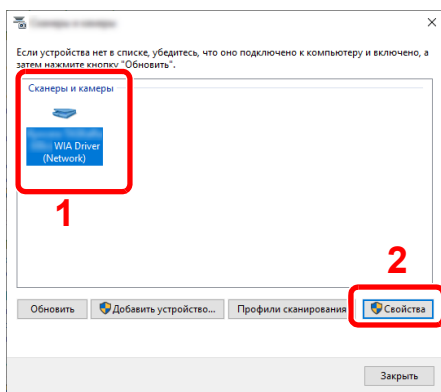 Если устройства нет в списке, убедитесь, что оно подключено к компьютеру и включено, а
затем нажмите кнопку "Обновить".
Сканеры и камеры
WIA Driver
(Network)
1
2
Обновить
Добавить устройство...
Профили сканирования
Свойства
Закрыть